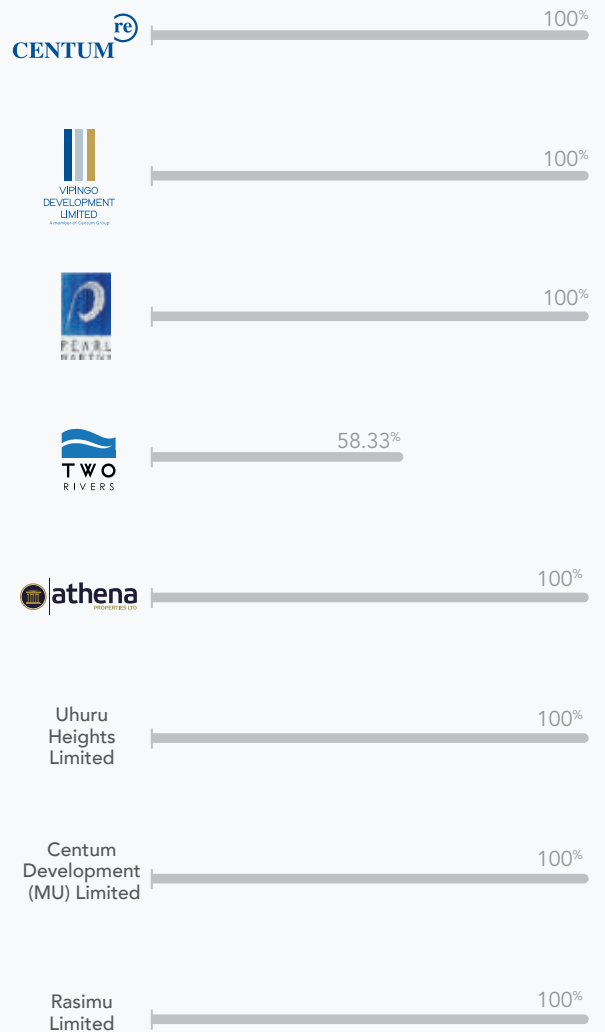 100%
CENTUM re
100%
VIPINGO
DEVELOPMENT
LIMITED
A member of Centum Group
100%
PEARL
58.33%
TWO
RIVERS
100%
athena
PROPERTIES LTD
100%
Uhuru
Heights
Limited
100%
Centum
Development
(MU) Limited
100%
Rasimu
Limited